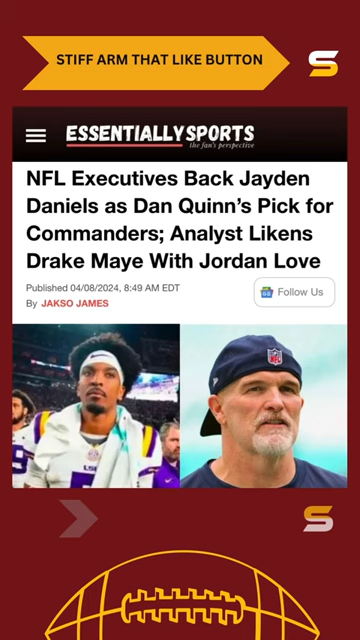 STIFF ARM THAT LIKE BUTTON
S
ESSENTIALLYSPORTS
the fan's perspective
NFL Executives Back Jayden
Daniels as Dan Quinn's Pick for
Commanders; Analyst Likens
Drake Maye With Jordan Love
Published 04/08/2024, 8:49 AM EDT
By JAKSO JAMES
Follow Us
NFL
LSU
S